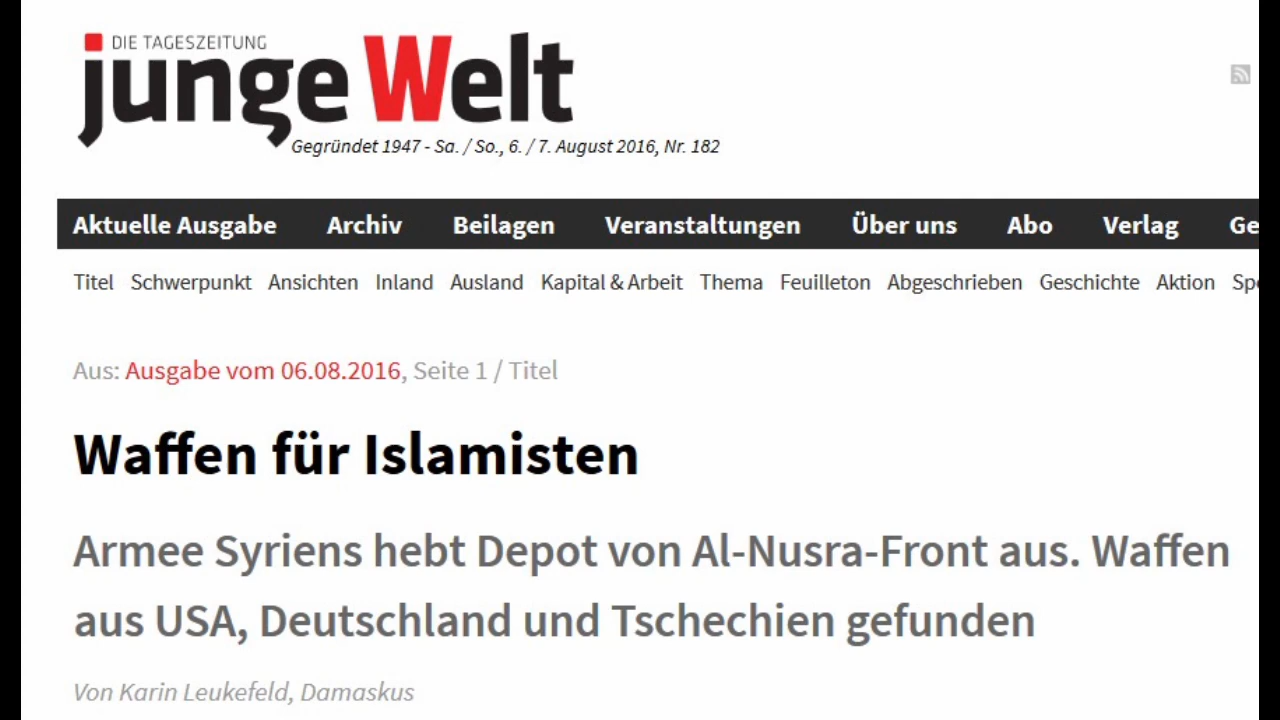 DIE TAGESZEITUNG
junge Welt
Gegründet 1947 - Sa. / So., 6. / 7. August 2016, Nr. 182
Aktuelle Ausgabe Archiv Beilagen Veranstaltungen Über uns Abo Verlag Ge
Titel Schwerpunkt Ansichten Inland Ausland Kapital & Arbeit Thema Feuilleton Abgeschrieben Geschichte Aktion Spo
Aus: Ausgabe vom 06.08.2016, Seite 1 / Titel
Waffen für Islamisten
Armee Syriens hebt Depot von Al-Nusra-Front aus. Waffen
aus USA, Deutschland und Tschechien gefunden
Von Karin Leukefeld, Damaskus